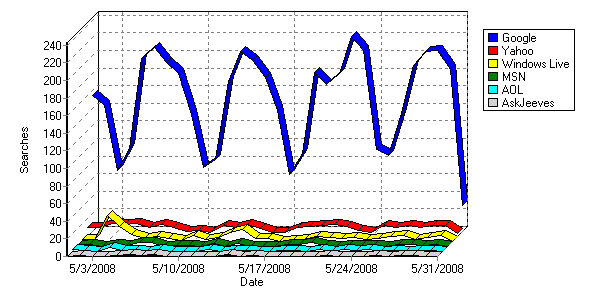 240
220
200
180
160
140
120
100
80
60
40
20
0
Searches
5/3/2008 5/10/2008 5/17/2008 5/24/2008 5/31/2008
Date
Google
Yahoo
Windows Live
MSN
AOL
AskJeeves